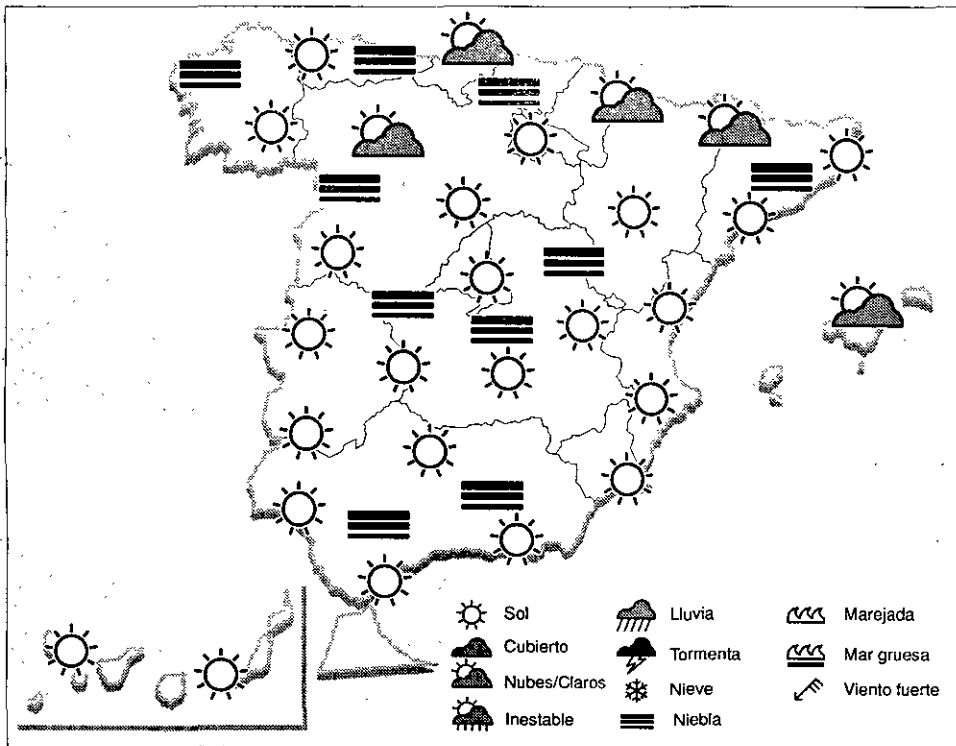 Sol
Cubierto
Nubes/Claros
Inestable
Lluvia
Tormenta
Nieve
Niebla
Marejada
Mar gruesa
Viento fuerte